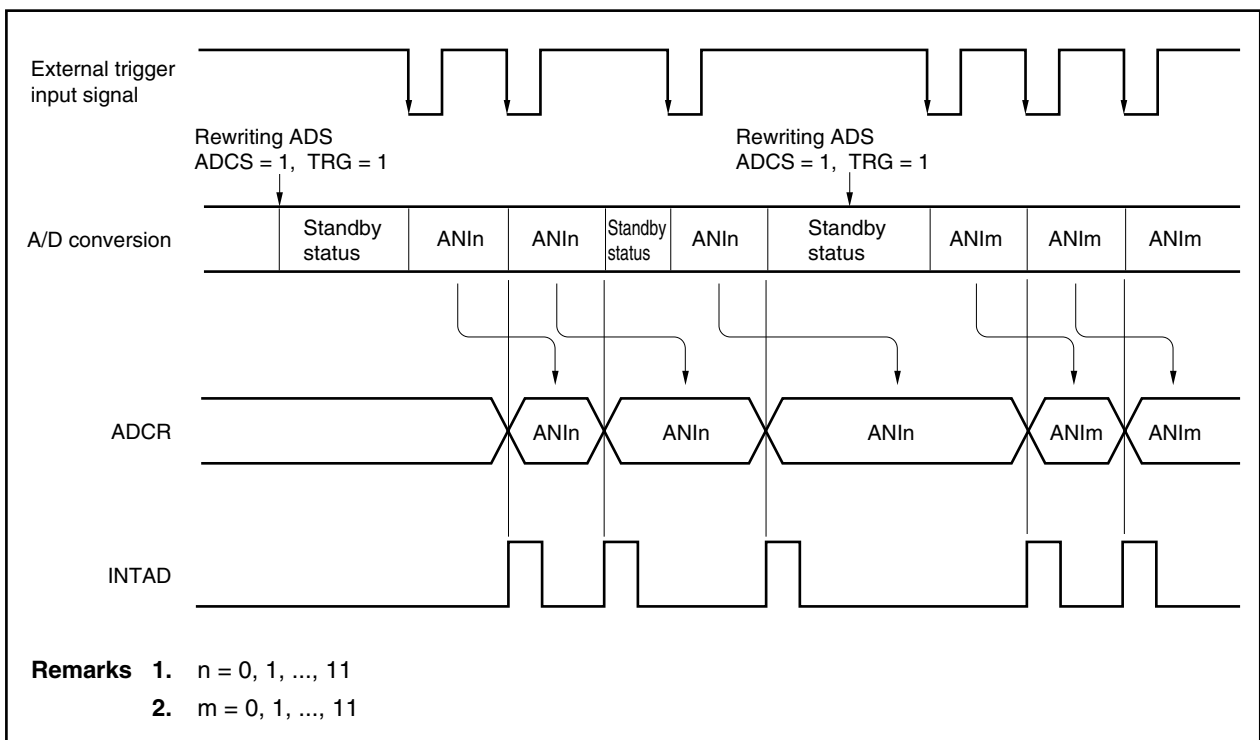 External trigger
input signal
Rewriting ADS
ADCS = 1, TRG = 1
Rewriting ADS
ADCS = 1, TRG = 1
A/D conversion
Standby
status
ANIn
ANIn
Standby
status
ANIn
Standby
status
ANIm
ANIm
ANIm
ADCR
ANIn
ANIn
ANIn
ANIm
ANIm
INTAD
Remarks 1. n = 0, 1, ..., 11
2. m = 0, 1, ..., 11